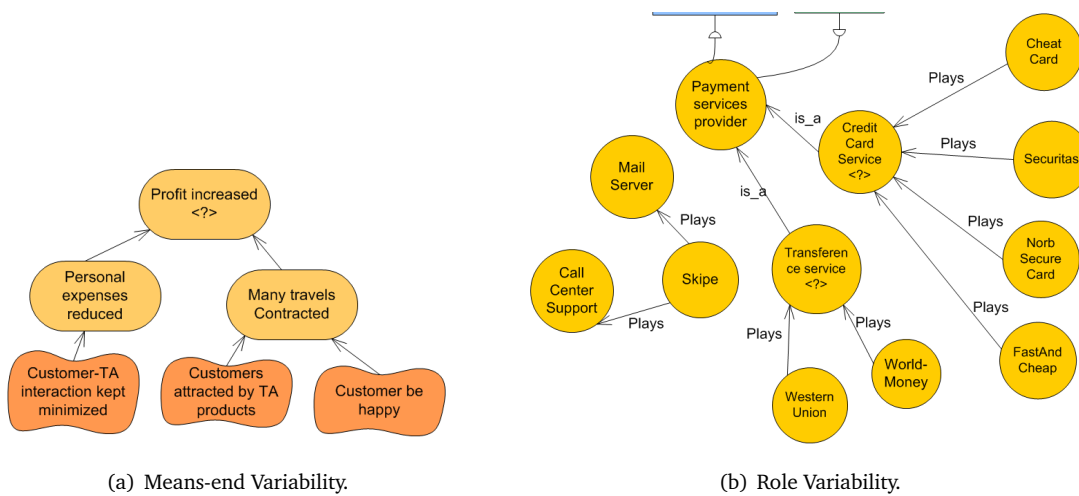 Profit increased
<?>
Personal
expenses
reduced
Many travels
Contracted
Customer-TA
interaction kept
minimized
Customers
attracted by TA
products
Customer be
happy
(a) Means-end Variability.
Payment
services
provider
Cheat
Card
Plays
is_a
Credit
Card
Service
<?>
Plays
Securitas
Mail
Server
is_a
Plays
Plays
Norb
Secure
Card
Call
Center
Support
Skipe
Transferen
ce service
<?>
Plays
Plays
Plays
Plays
FastAnd
Cheap
World-
Money
Western
Union
(b) Role Variability.